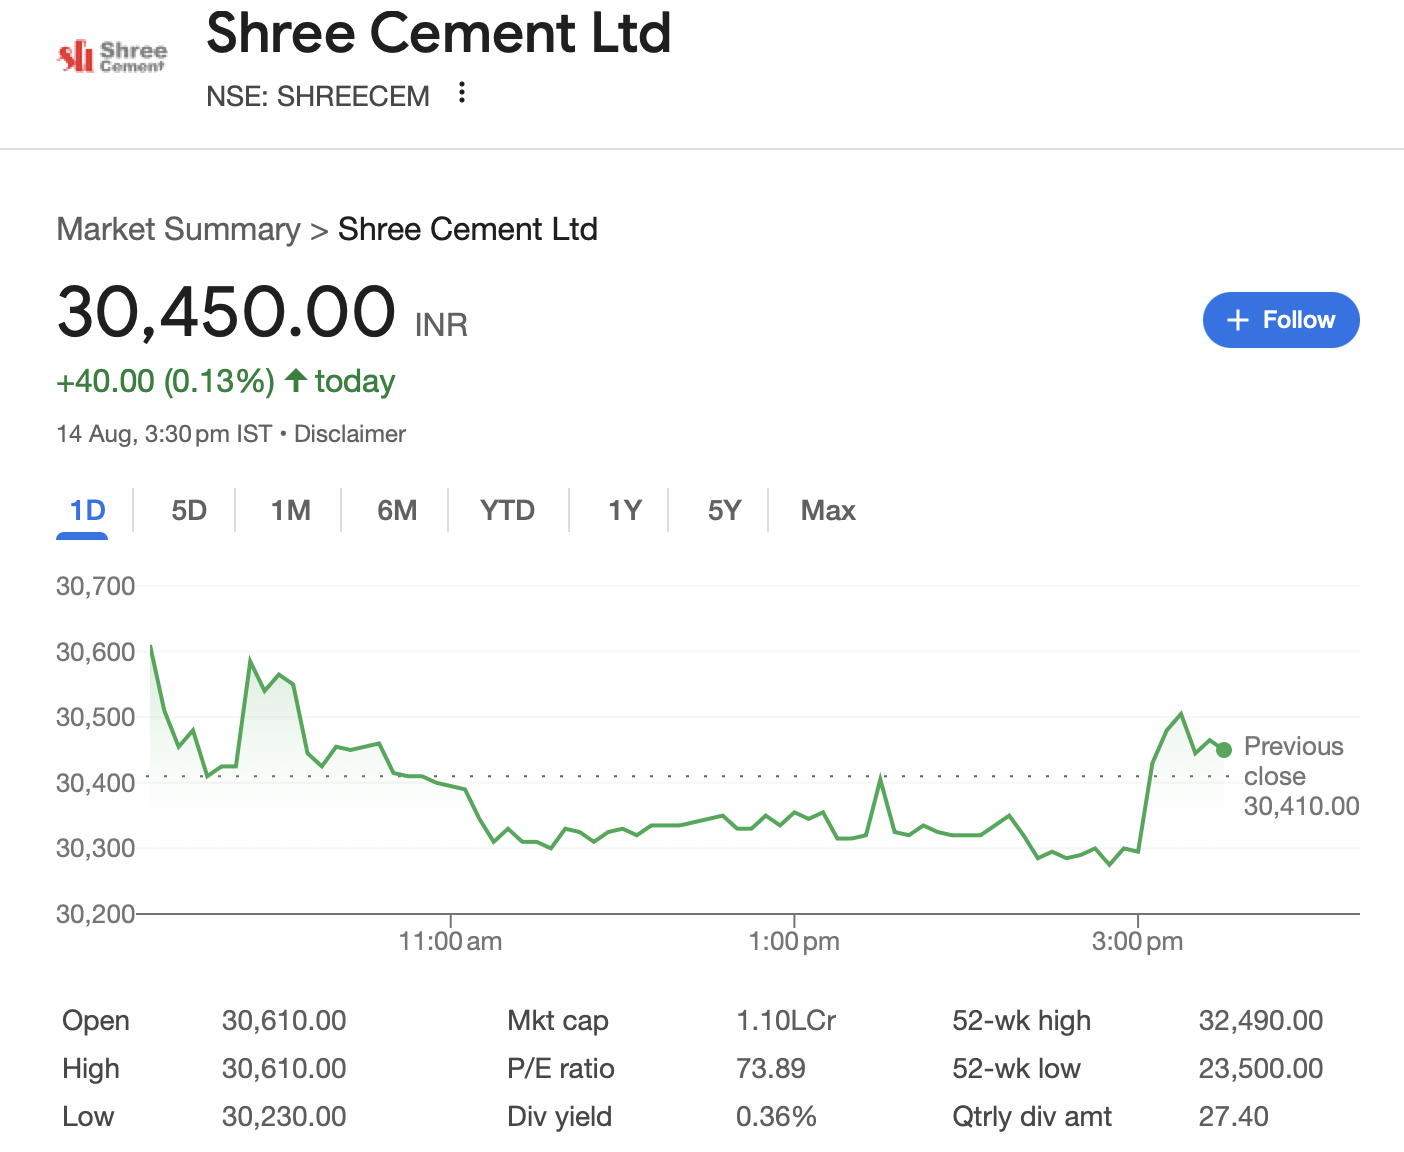 Shree Cement Ltd
Shree
Cement
NSE: SHREECEM
Market Summary > Shree Cement Ltd
30,450.00 INR
+ Follow
+40.00 (0.13%) ↑ today
14 Aug, 3:30 pm IST • Disclaimer
1D 5D 1M 6M YTD 1Y 5Y Max
30,700
30,600
30,500
30,400
30,300
30,200
Previous
close
30,410.00
11:00 am 1:00 pm 3:00 pm
Open 30,610.00 Mkt cap 1.10LCr 52-wk high 32,490.00
High 30,610.00 P/E ratio 73.89 52-wk low 23,500.00
Low 30,230.00 Div yield 0.36% Qtrly div amt 27.40